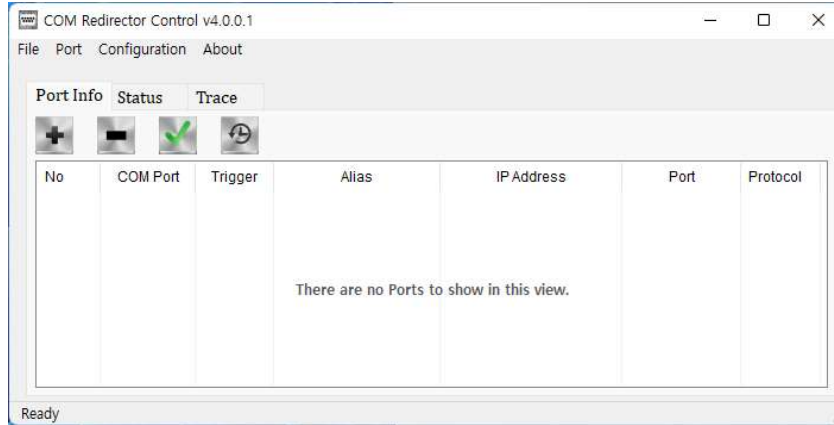 COM Redirector Control v4.0.0.1
File Port Configuration About
Port Info Status Trace
No COM Port Trigger Alias IP Address Port Protocol
There are no Ports to show in this view.
Ready